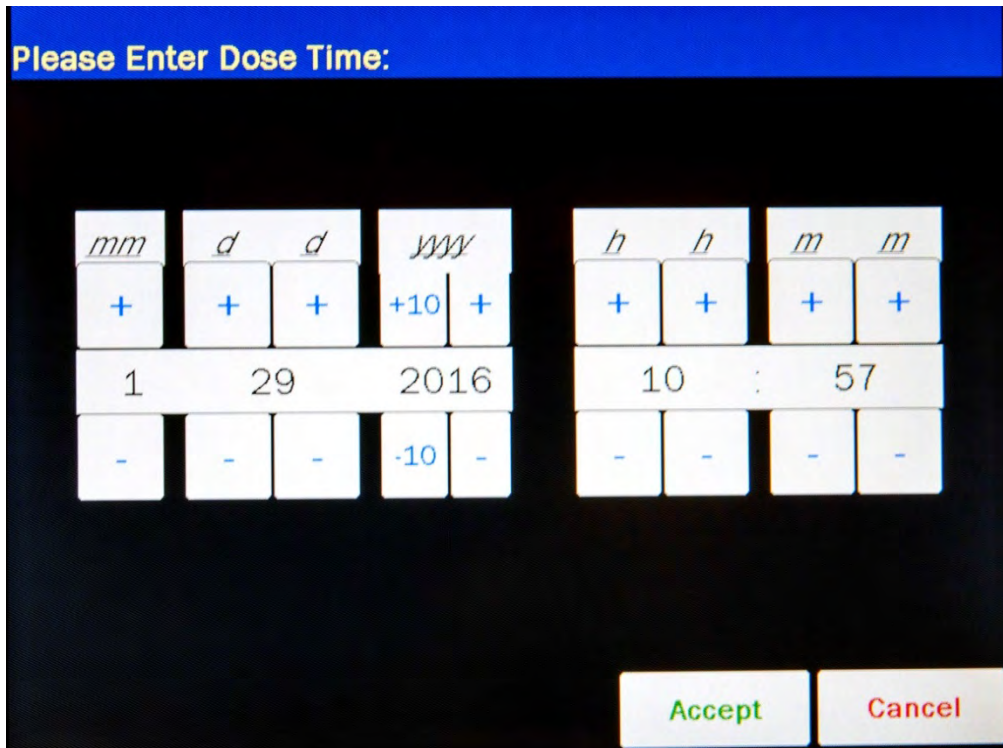 Please Enter Dose Time:
mm d d yyyy h h m m
+ + + +10 + + + + +
1 29 2016 10 : 57
- - - -10 - - - - -
Accept Cancel